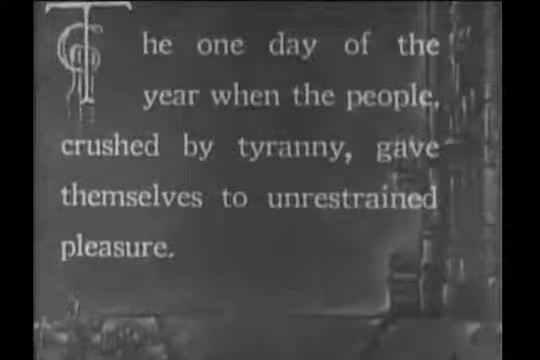 The one day of the
year when the people,
crushed by tyranny, gave
themselves to unrestrained
pleasure.